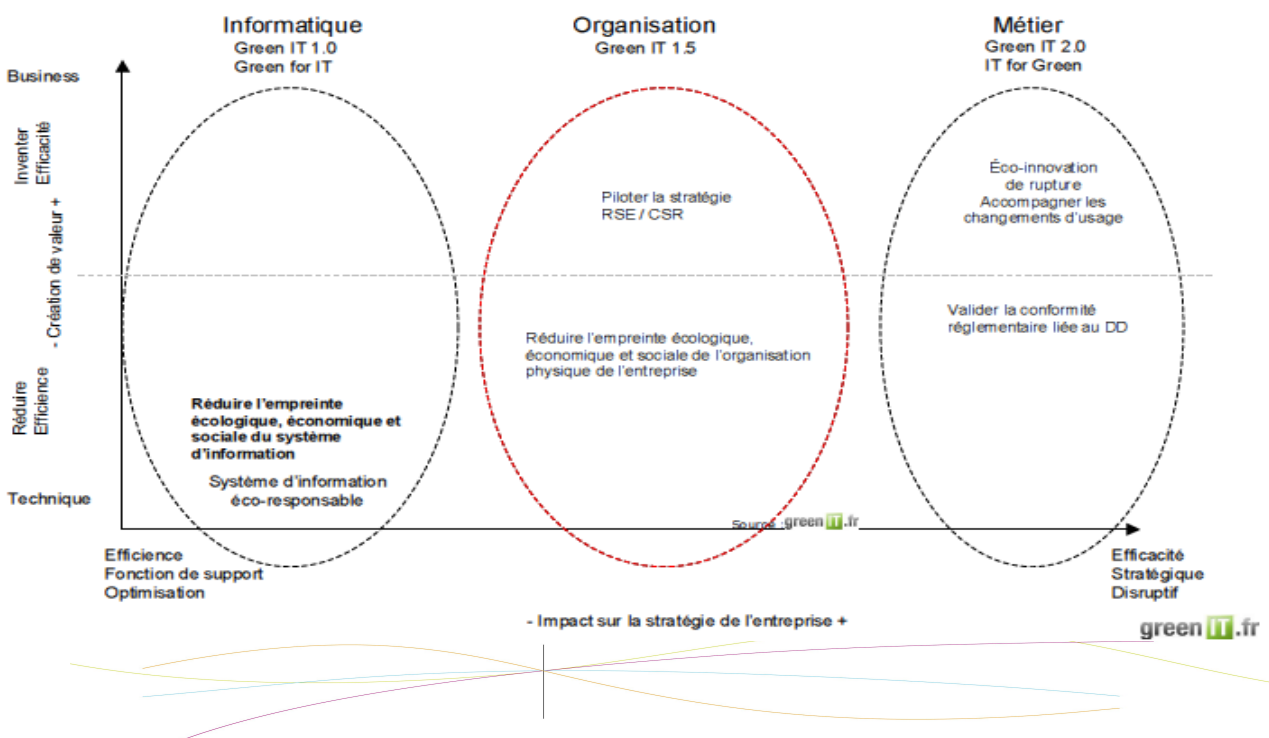 Informatique
Green IT 1.0
Green for IT
Organisation
Green IT 1.5
Métier
Green IT 2.0
IT for Green
Business
Inventer
Efficacité
- Création de valeur +
Réduire
Efficience
Technique
Piloter la stratégie
RSE / CSR
Éco-innovation
de rupture
Accompagner les
changements d'usage
Réduire l'empreinte écologique,
économique et sociale de l'organisation
physique de l'entreprise
Valider la conformité
réglementaire liée au DD
Réduire l'empreinte
écologique, économique et
sociale du système
d'information
Système d'information
éco-responsable
Source : greenIT.fr
Efficience
Fonction de support
Optimisation
Efficacité
Stratégique
Disruptif
- Impact sur la stratégie de l'entreprise +
green IT .fr